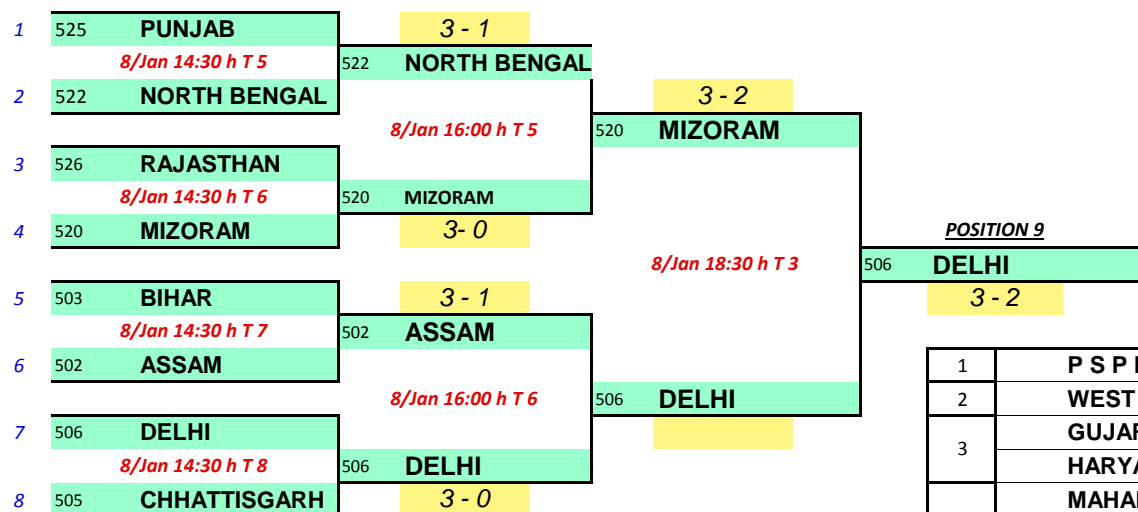 1 525 PUNJAB 3 - 1
8/Jan 14:30 h T 5 522 NORTH BENGAL
2 522 NORTH BENGAL 3 - 2
8/Jan 16:00 h T 5 520 MIZORAM
3 526 RAJASTHAN
8/Jan 14:30 h T 6 520 MIZORAM
4 520 MIZORAM 3- 0 POSITION 9
8/Jan 18:30 h T 3 506 DELHI
5 503 BIHAR 3 - 1 3 - 2
8/Jan 14:30 h T 7 502 ASSAM
6 502 ASSAM 1 P S P
8/Jan 16:00 h T 6 506 DELHI 2 WEST
7 506 DELHI 3
8/Jan 14:30 h T 8 506 DELHI
8 505 CHHATTISGARH 3 - 0